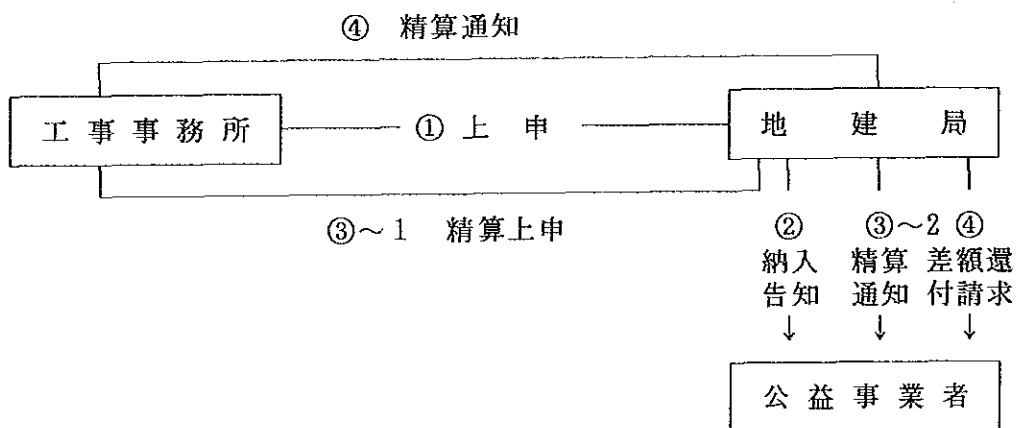 ④ 精算通知
工事事務所
①上申
地建局
③~1 精算上申
②
納入
告知
↓
③~2
精算
通知
↓
④
差額還
付請求
↓
公益事業者